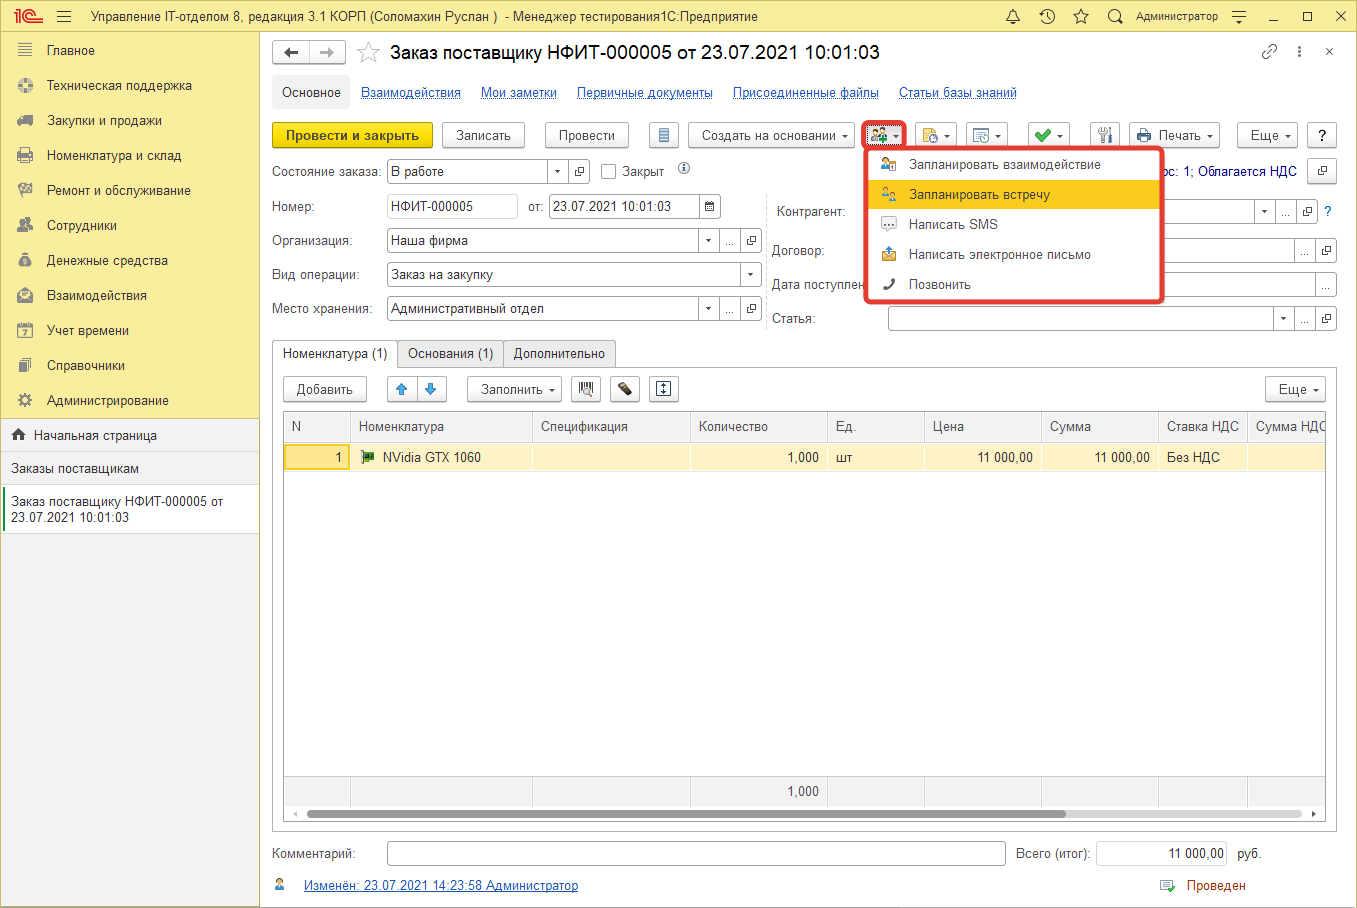 1С Управление IT-отделом 8, редакция 3.1 КОРП (Соломахин Руслан ) - Менеджер тестирования1С:Предприятие Администратор
Главное
Техническая поддержка
Закупки и продажи
Номенклатура и склад
Ремонт и обслуживание
Сотрудники
Денежные средства
Взаимодействия
Учет времени
Справочники
Администрирование
Начальная страница
Заказы поставщикам
Заказ поставщику НФИТ-000005 от
23.07.2021 10:01:03
Заказ поставщику НФИТ-000005 от 23.07.2021 10:01:03
Основное Взаимодействия Мои заметки Первичные документы Присоединенные файлы Статьи базы знаний
Провести и закрыть Записать Провести Создать на основании Печать Еще ?
Состояние заказа: В работе Закрыт
рс: 1; Облагается НДС
Запланировать взаимодействие
Запланировать встречу
Написать SMS
Написать электронное письмо
Позвонить
Номер: НФИТ-000005 от: 23.07.2021 10:01:03
Контрагент: ... ?
Организация: Наша фирма ...
Договор: ...
Вид операции: Заказ на закупку
Дата поступлен ...
Место хранения: Административный отдел ...
Статья: ...
Номенклатура (1) Основания (1) Дополнительно
Добавить Заполнить Еще
N Номенклатура Спецификация Количество Ед. Цена Сумма Ставка НДС Сумма НДС
1 NVidia GTX 1060 1,000 шт 11 000,00 11 000,00 Без НДС
1,000
Комментарий: Всего (итог): 11 000,00 руб.
Изменён: 23.07.2021 14:23:58 Администратор Проведен